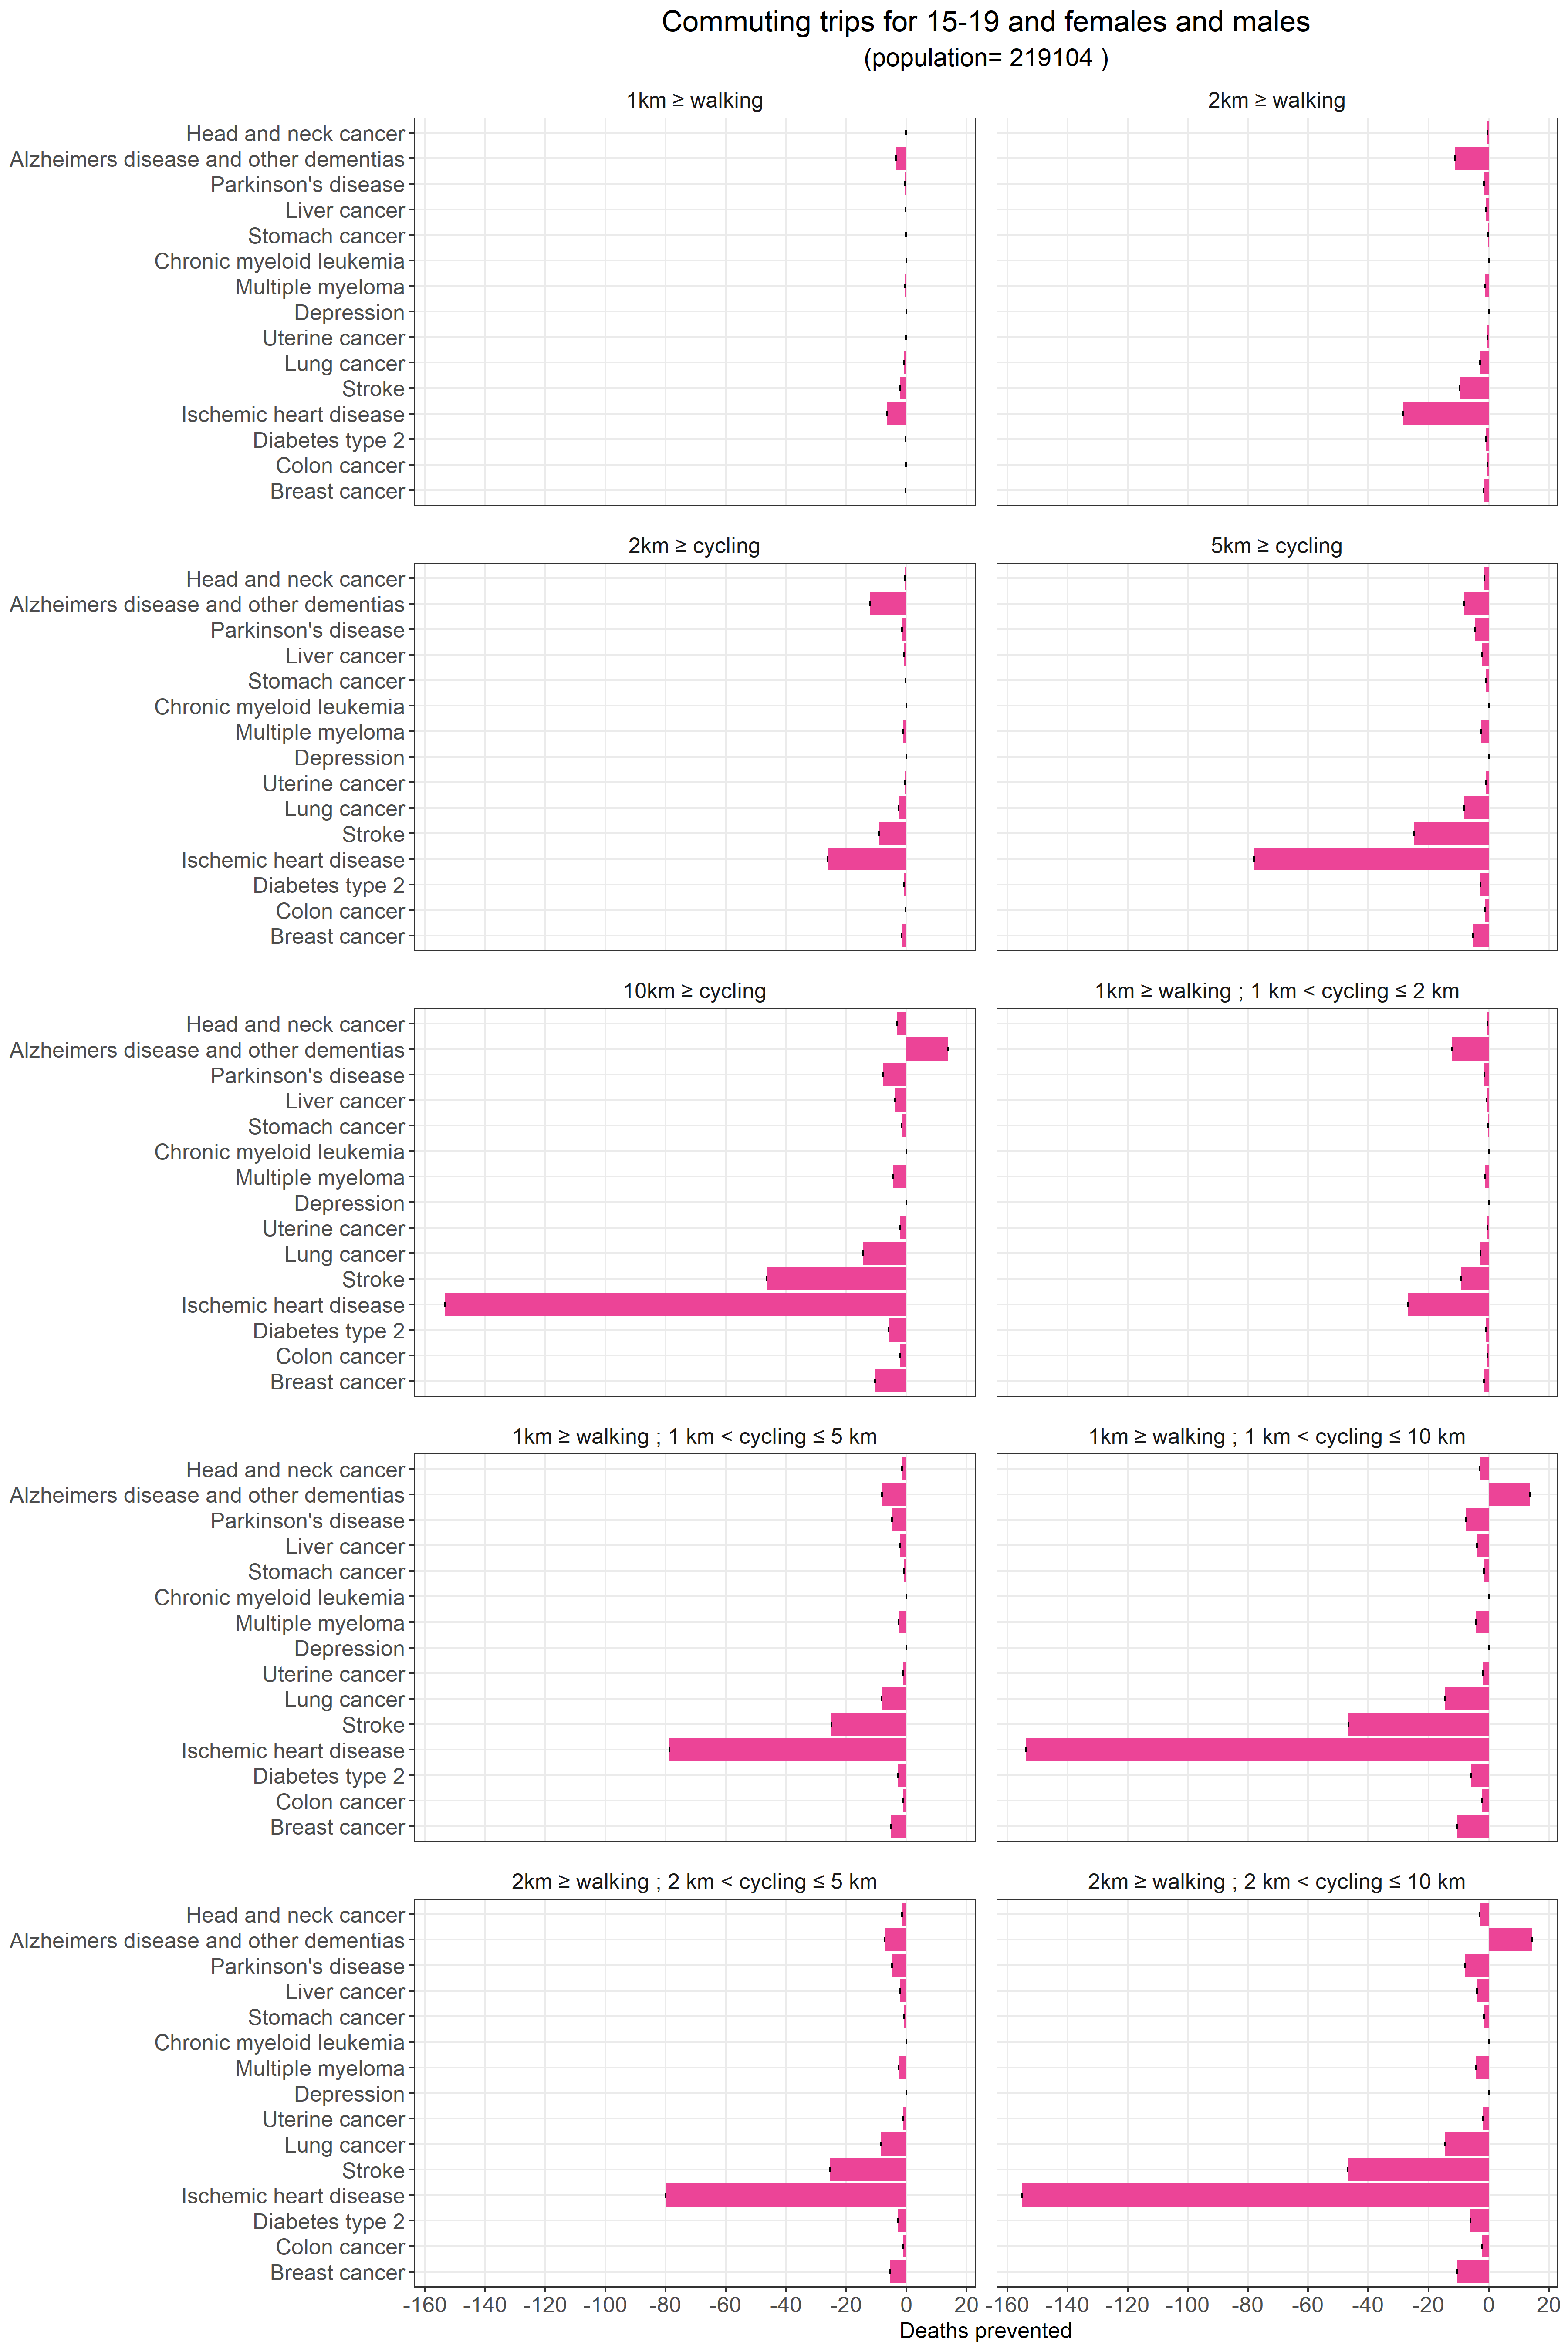 Commuting trips for 15-19 and females and males
(population= 219104 )
1km ≥ walking
2km ≥ walking
Head and neck cancer
Alzheimers disease and other dementias
Parkinson's disease
Liver cancer
Stomach cancer
Chronic myeloid leukemia
Multiple myeloma
Depression
Uterine cancer
Lung cancer
Stroke
Ischemic heart disease
Diabetes type 2
Colon cancer
Breast cancer
2km ≥ cycling
5km ≥ cycling
Head and neck cancer
Alzheimers disease and other dementias
Parkinson's disease
Liver cancer
Stomach cancer
Chronic myeloid leukemia
Multiple myeloma
Depression
Uterine cancer
Lung cancer
Stroke
Ischemic heart disease
Diabetes type 2
Colon cancer
Breast cancer
10km ≥ cycling
1km ≥ walking ; 1 km < cycling ≤ 2 km
Head and neck cancer
Alzheimers disease and other dementias
Parkinson's disease
Liver cancer
Stomach cancer
Chronic myeloid leukemia
Multiple myeloma
Depression
Uterine cancer
Lung cancer
Stroke
Ischemic heart disease
Diabetes type 2
Colon cancer
Breast cancer
1km ≥ walking ; 1 km < cycling ≤ 5 km
1km ≥ walking ; 1 km < cycling ≤ 10 km
Head and neck cancer
Alzheimers disease and other dementias
Parkinson's disease
Liver cancer
Stomach cancer
Chronic myeloid leukemia
Multiple myeloma
Depression
Uterine cancer
Lung cancer
Stroke
Ischemic heart disease
Diabetes type 2
Colon cancer
Breast cancer
2km ≥ walking ; 2 km < cycling ≤ 5 km
2km ≥ walking ; 2 km < cycling ≤ 10 km
Head and neck cancer
Alzheimers disease and other dementias
Parkinson's disease
Liver cancer
Stomach cancer
Chronic myeloid leukemia
Multiple myeloma
Depression
Uterine cancer
Lung cancer
Stroke
Ischemic heart disease
Diabetes type 2
Colon cancer
Breast cancer
-160 -140 -120 -100 -80 -60 -40 -20 0 20
-160 -140 -120 -100 -80 -60 -40 -20 0 20
Deaths prevented